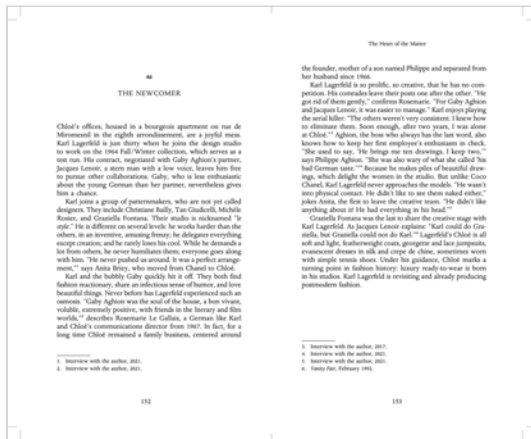 46
THE NEWCOMER
Chloé's offices, housed in a bourgeois apartment on rue de
Miromesnil in the eighth arrondissement, are a joyful mess.
Karl Lagerfeld is just thirty when he joins the design studio
to work on the 1964 Fall/Winter collection, which serves as a
test run. His contract, negotiated with Gaby Aghion's partner,
Jacques Lenoir, a stern man with a low voice, leaves him free
to pursue other collaborations. Gaby, who is less enthusiastic
about the young German than her partner, nevertheless gives
him a chance.
Karl joins a group of patternmakers, who are not yet called
designers. They include Christiane Bailly, Tan Giudicelli, Michèle
Rosier, and Graziella Fontana. Their studio is nicknamed "le
style." He is different on several levels: he works harder than the
others, in an inventive, amusing frenzy; he delegates everything
except creation; and he rarely loses his cool. While he demands a
lot from others, he never humiliates them; everyone goes along
with him. "He never pushed us around. It was a perfect arrange-
ment,"1 says Anita Briey, who moved from Chanel to Chloé.
Karl and the bubbly Gaby quickly hit it off. They both find
fashion reactionary, share an infectious sense of humor, and love
beautiful things. Never before has Lagerfeld experienced such an
osmosis. "Gaby Aghion was the soul of the house, a bon vivant,
voluble, extremely positive, with friends in the literary and film
worlds,"2 describes Rosemarie Le Gallais, a German like Karl
and Chloé's communications director from 1967. In fact, for a
long time Chloé remained a family business, centered around
1. Interview with the author, 2021.
2. Interview with the author, 2021.
152
The Heart of the Matter
the founder, mother of a son named Philippe and separated from
her husband since 1966.
Karl Lagerfeld is so prolific, so creative, that he has no com-
petition. His comrades leave their posts one after the other. "He
got rid of them gently," confirms Rosemarie. "For Gaby Aghion
and Jacques Lenoir, it was easier to manage." Karl enjoys playing
the serial killer: "The others weren't very consistent. I knew how
to eliminate them. Soon enough, after two years, I was alone
at Chloé."3 Aghion, the boss who always has the last word, also
knows how to keep her first employee's enthusiasms in check.
"She used to say, 'He brings me ten drawings, I keep two,'"
says Philippe Aghion. "She was also wary of what she called 'his
bad German taste.'"4 Because he makes piles of beautiful draw-
ings, which delight the women in the studio. But unlike Coco
Chanel, Karl Lagerfeld never approaches the models. "He wasn't
into physical contact. He didn't like to see them naked either,"
jokes Anita, the first to leave the creative team. "He didn't like
anything about it! He had everything in his head."5
Graziella Fontana was the last to share the creative stage with
Karl Lagerfeld. As Jacques Lenoir explains: "Karl could do Gra-
ziella, but Graziella could not do Karl."6 Lagerfeld's Chloé is all
soft and light, featherweight coats, georgette and lace jumpsuits,
evanescent dresses in silk and crepe de chine, sometimes worn
with simple tennis shoes. Under his guidance, Chloé marks a
turning point in fashion history: luxury ready-to-wear is born
in his studios. Karl Lagerfeld is revisiting and already producing
postmodern fashion.
3. Interview with the author, 2017.
4. Interview with the author, 2021.
5. Interview with the author, 2021.
6. Vanity Fair, February 1992.
153